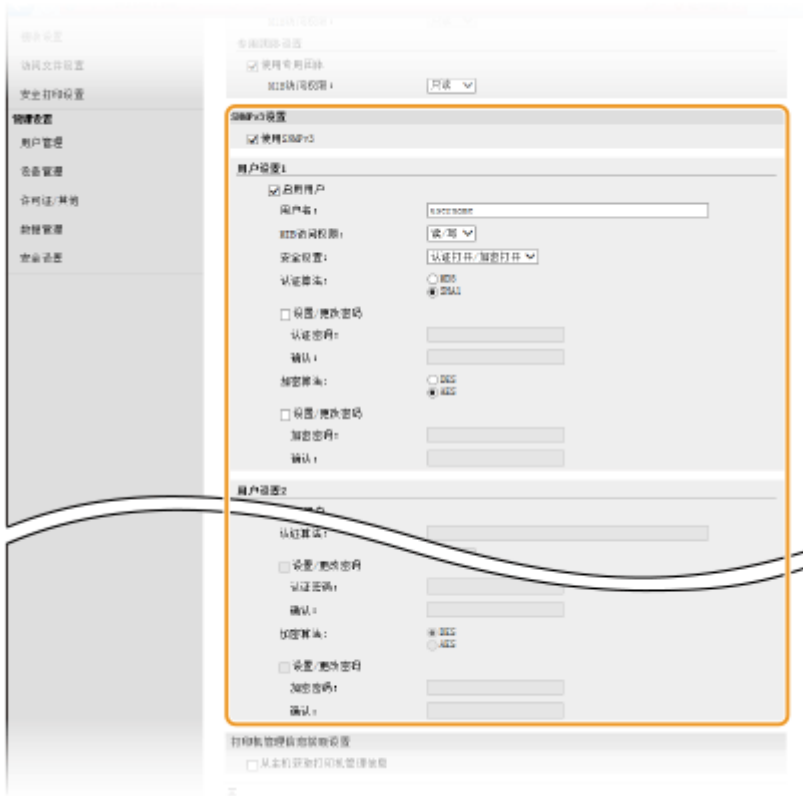 访问文件设置
安全打印设置
管理设置
用户管理
设备管理
许可证/其他
数据管理
安全设置
专用团体设置
使用专用团体
MIB访问权限：
只读
SNMPv3设置
使用SNMPv3
用户设置1
启用用户
用户名：
username
MIB访问权限：
读/写
安全设置：
认证打开/加密打开
认证算法：
MD5
SHA1
设置/更改密码
认证密码：
确认：
加密算法：
DES
AES
设置/更改密码
加密密码：
确认：
用户设置2
认证算法：
设置/更改密码
认证密码：
确认：
加密算法：
DES
AES
设置/更改密码
加密密码：
确认：
打印机管理信息获取设置
从主机获取打印机管理信息